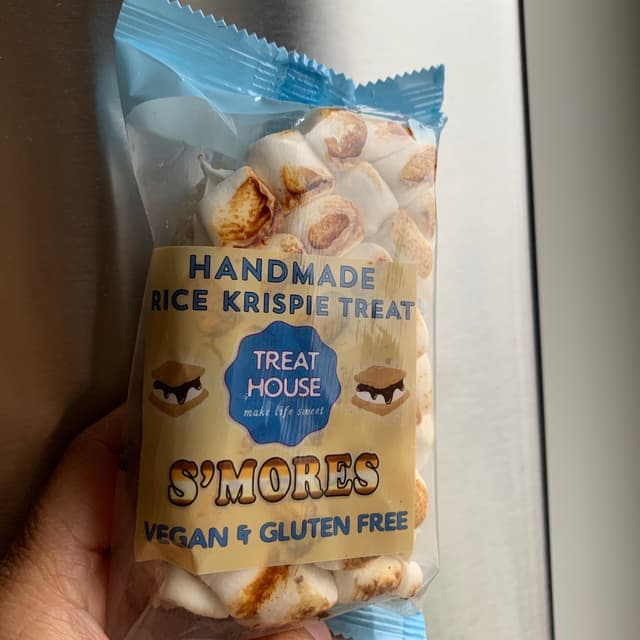 HANDMADE
RICE KRISPIE TREAT
TREAT
HOUSE
make life sweet
S'MORES
VEGAN & GLUTEN FREE